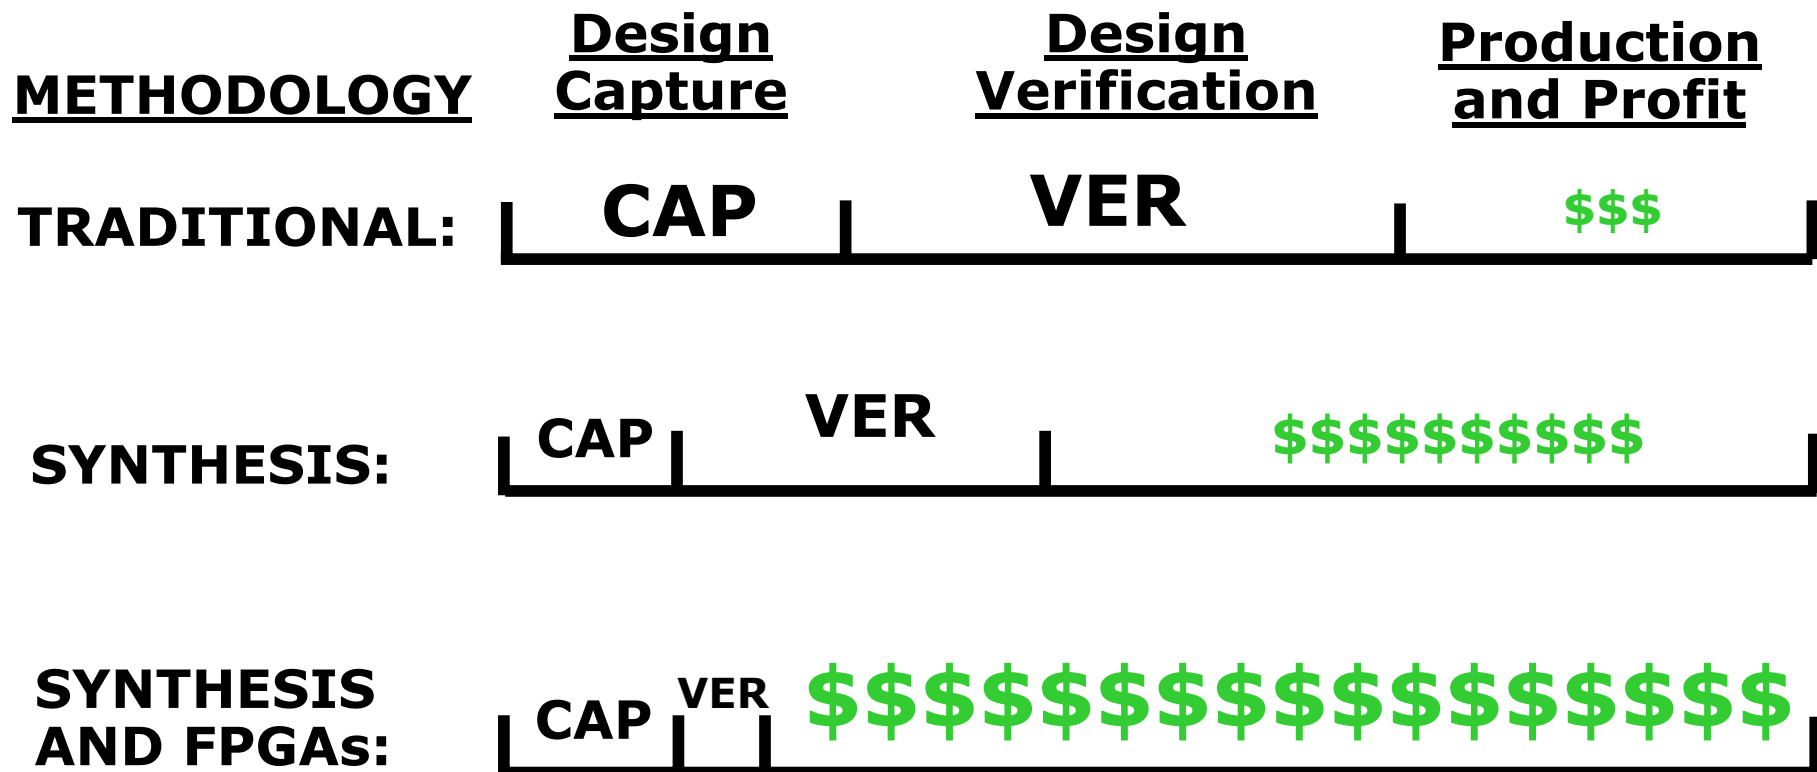 METHODOLOGY
Design
Capture
Design
Verification
Production
and Profit
TRADITIONAL:
CAP
VER
$$$
SYNTHESIS:
CAP
VER
$$$$$$$$$$
SYNTHESIS
AND FPGAs:
CAP
VER
$$$$$$$$$$$$$$$$$